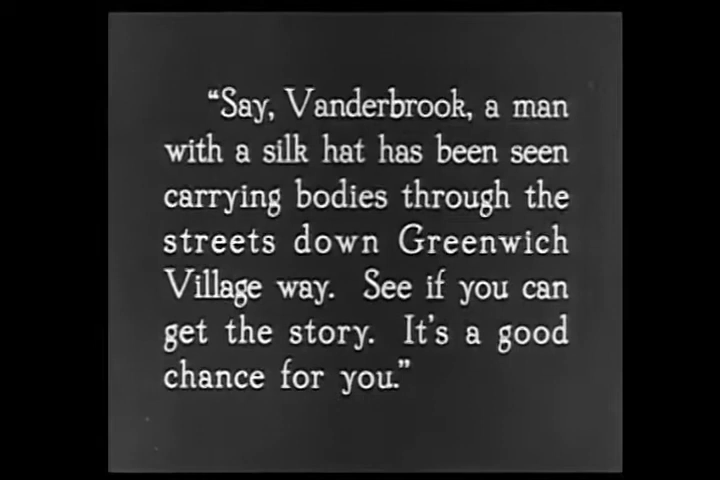 “Say, Vanderbrook, a man
with a silk hat has been seen
carrying bodies through the
streets down Greenwich
Village way. See if you can
get the story. It's a good
chance for you.”